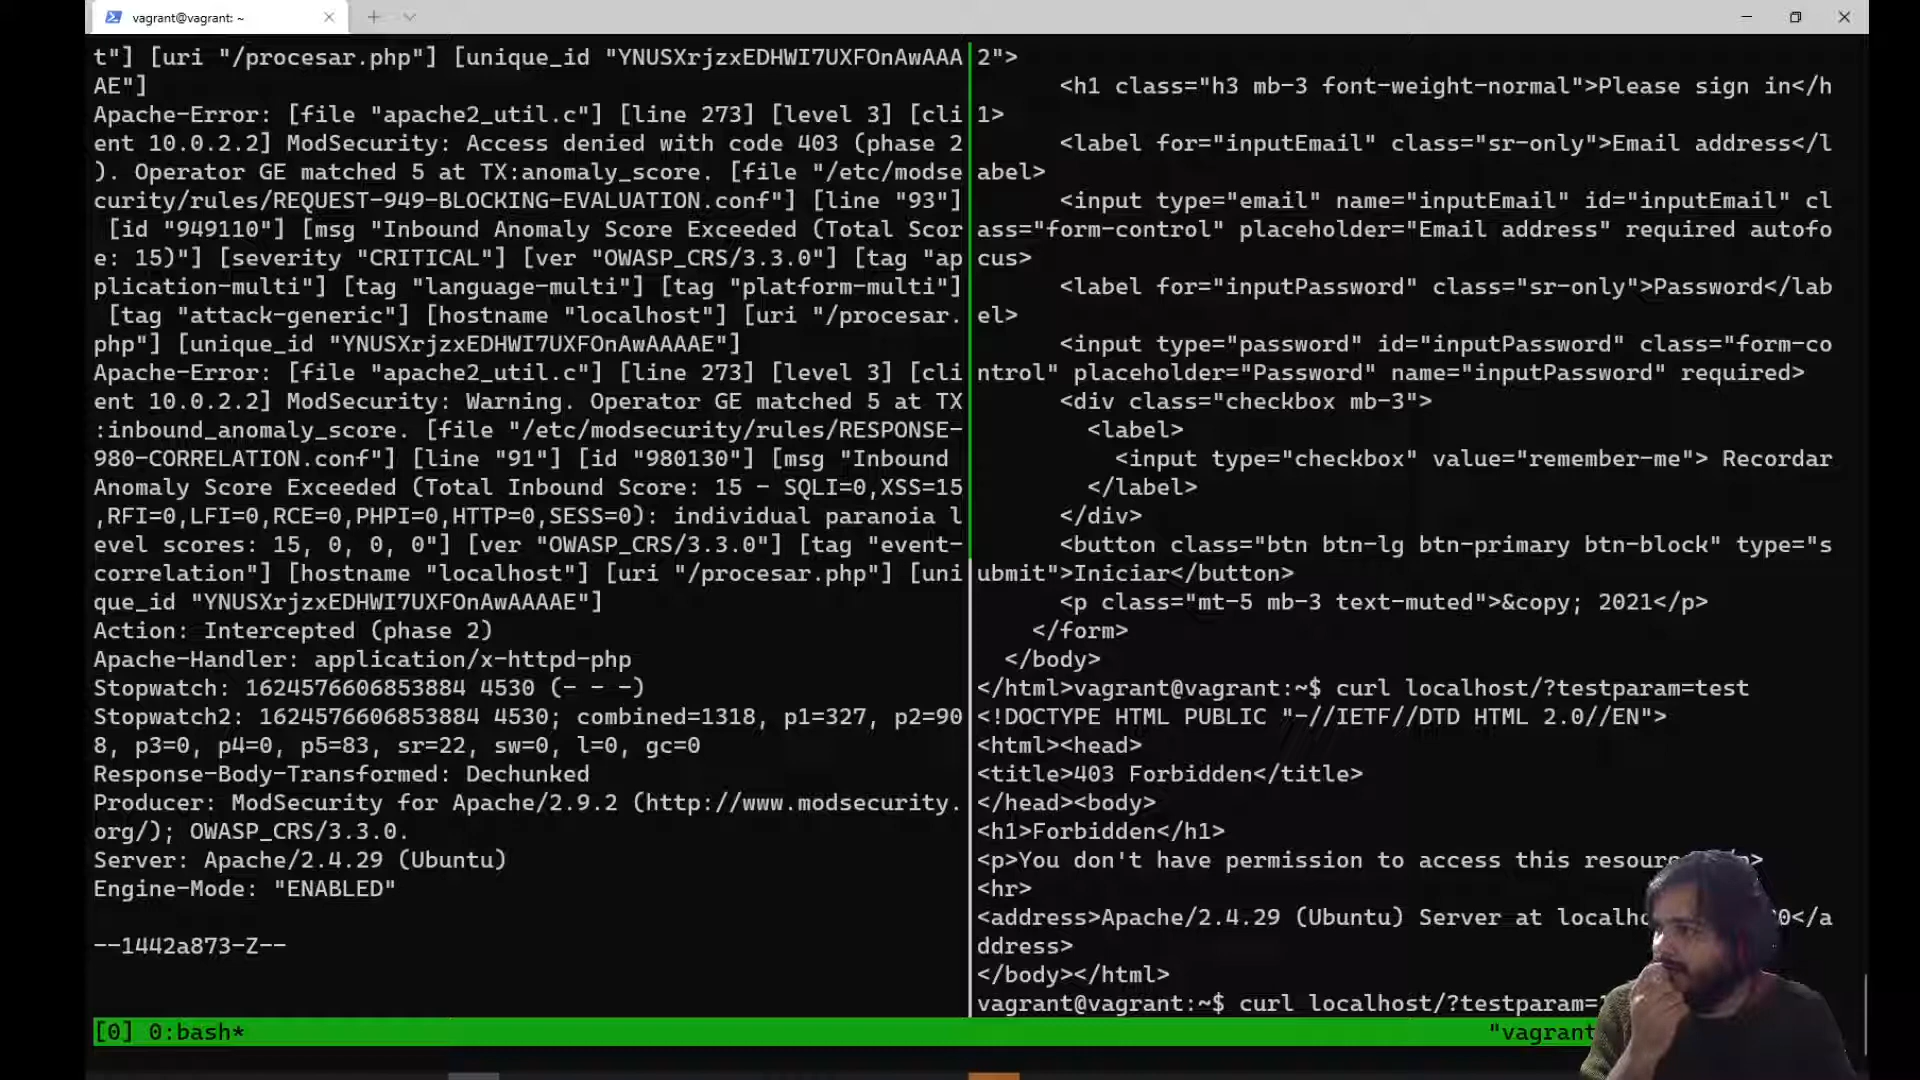 vagrant@vagrant: ~
t"] [uri "/procesar.php"] [unique_id "YNUSXrjzxEDHWI7UXFOnAwAAA
AE"]
Apache-Error: [file "apache2_util.c"] [line 273] [level 3] [cli
ent 10.0.2.2] ModSecurity: Access denied with code 403 (phase 2
). Operator GE matched 5 at TX:anomaly_score. [file "/etc/modse
curity/rules/REQUEST-949-BLOCKING-EVALUATION.conf"] [line "93"]
[id "949110"] [msg "Inbound Anomaly Score Exceeded (Total Scor
e: 15)"] [severity "CRITICAL"] [ver "OWASP_CRS/3.3.0"] [tag "ap
plication-multi"] [tag "language-multi"] [tag "platform-multi"]
[tag "attack-generic"] [hostname "localhost"] [uri "/procesar.
php"] [unique_id "YNUSXrjzxEDHWI7UXFOnAwAAAAE"]
Apache-Error: [file "apache2_util.c"] [line 273] [level 3] [cli
ent 10.0.2.2] ModSecurity: Warning. Operator GE matched 5 at TX
:inbound_anomaly_score. [file "/etc/modsecurity/rules/RESPONSE-
980-CORRELATION.conf"] [line "91"] [id "980130"] [msg "Inbound
Anomaly Score Exceeded (Total Inbound Score: 15 - SQLI=0,XSS=15
,RFI=0,LFI=0,RCE=0,PHPI=0,HTTP=0,SESS=0): individual paranoia l
evel scores: 15, 0, 0, 0"] [ver "OWASP_CRS/3.3.0"] [tag "event-
correlation"] [hostname "localhost"] [uri "/procesar.php"] [uni
que_id "YNUSXrjzxEDHWI7UXFOnAwAAAAE"]
Action: Intercepted (phase 2)
Apache-Handler: application/x-httpd-php
Stopwatch: 1624576606853884 4530 (- - -)
Stopwatch2: 1624576606853884 4530; combined=1318, p1=327, p2=90
8, p3=0, p4=0, p5=83, sr=22, sw=0, l=0, gc=0
Response-Body-Transformed: Dechunked
Producer: ModSecurity for Apache/2.9.2 (http://www.modsecurity.
org/); OWASP_CRS/3.3.0.
Server: Apache/2.4.29 (Ubuntu)
Engine-Mode: "ENABLED"
--1442a873-Z--
2">
<h1 class="h3 mb-3 font-weight-normal">Please sign in</h
1>
<label for="inputEmail" class="sr-only">Email address</l
abel>
<input type="email" name="inputEmail" id="inputEmail" cl
ass="form-control" placeholder="Email address" required autofo
cus>
<label for="inputPassword" class="sr-only">Password</lab
el>
<input type="password" id="inputPassword" class="form-co
ntrol" placeholder="Password" name="inputPassword" required>
<div class="checkbox mb-3">
<label>
<input type="checkbox" value="remember-me"> Recordar
</label>
</div>
<button class="btn btn-lg btn-primary btn-block" type="s
ubmit">Iniciar</button>
<p class="mt-5 mb-3 text-muted">&copy; 2021</p>
</form>
</body>
</html>vagrant@vagrant:~$ curl localhost/?testparam=test
<!DOCTYPE HTML PUBLIC "-//IETF//DTD HTML 2.0//EN">
<html><head>
<title>403 Forbidden</title>
</head><body>
<h1>Forbidden</h1>
<p>You don't have permission to access this
<hr>
<address>Apache/2.4.29 (Ubuntu) Server at </a
ddress>
</body></html>
vagrant@vagrant:~$ curl localhost/?testparam=
[0] 0:bash*
"vagrant